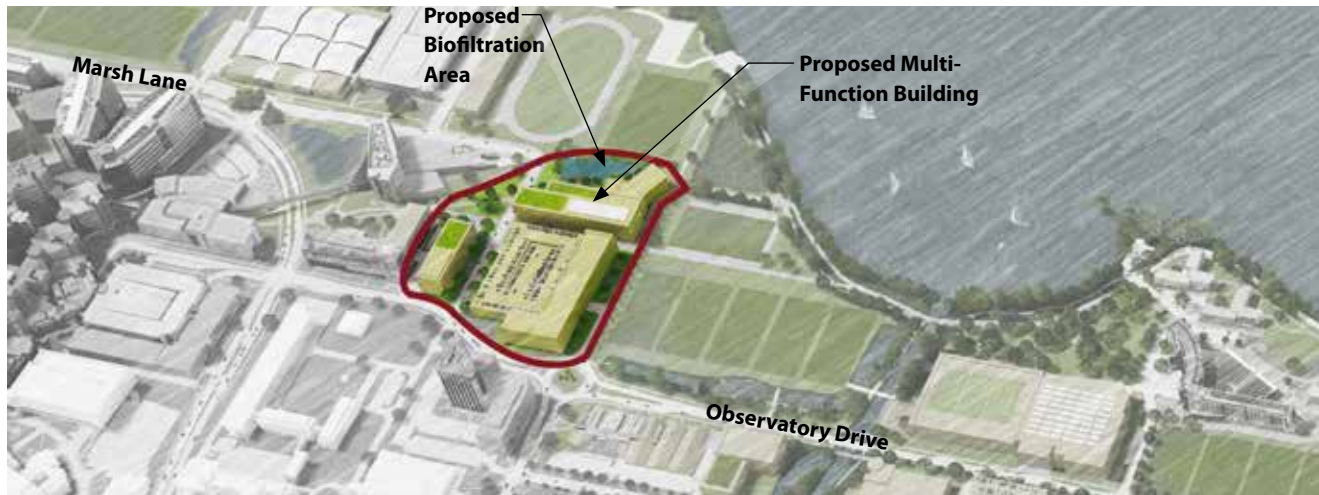 Proposed
Biofiltration
Area
Marsh Lane
Proposed Multi-
Function Building
Observatory Drive